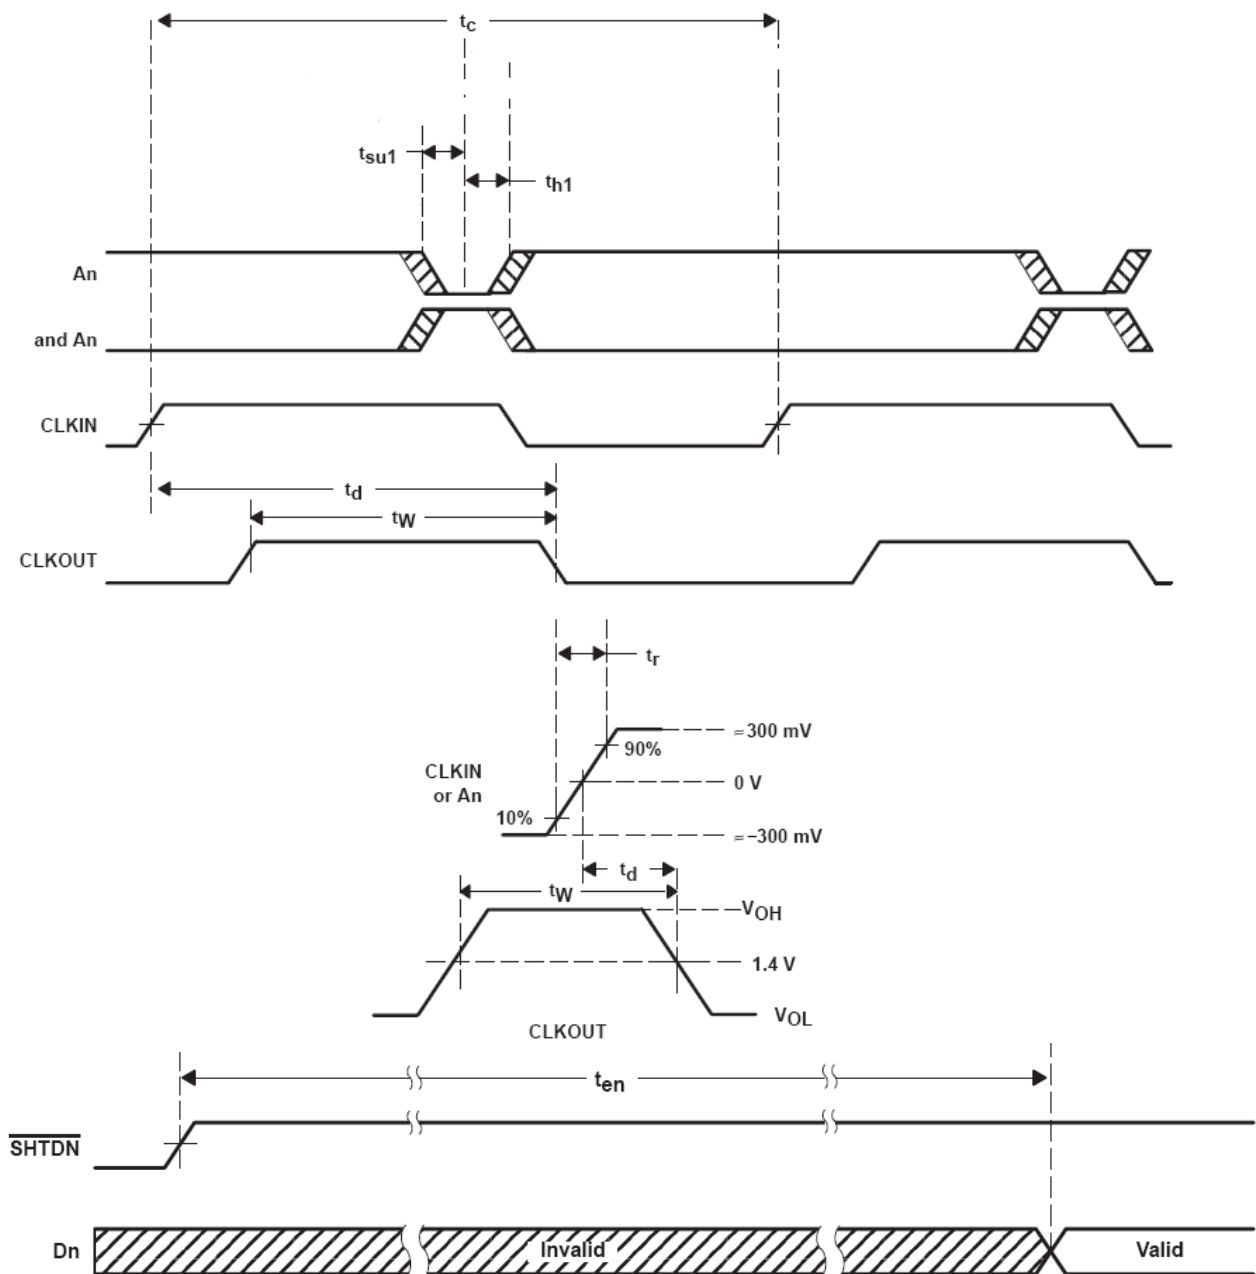 tc
tsu1
th1
An
and An
CLKIN
td
tW
CLKOUT
tr
≈ 300 mV
90%
CLKIN
or An
0 V
10%
≈ −300 mV
td
tW
VOH
1.4 V
VOL
CLKOUT
ten
SHTDN
Dn
Invalid
Valid